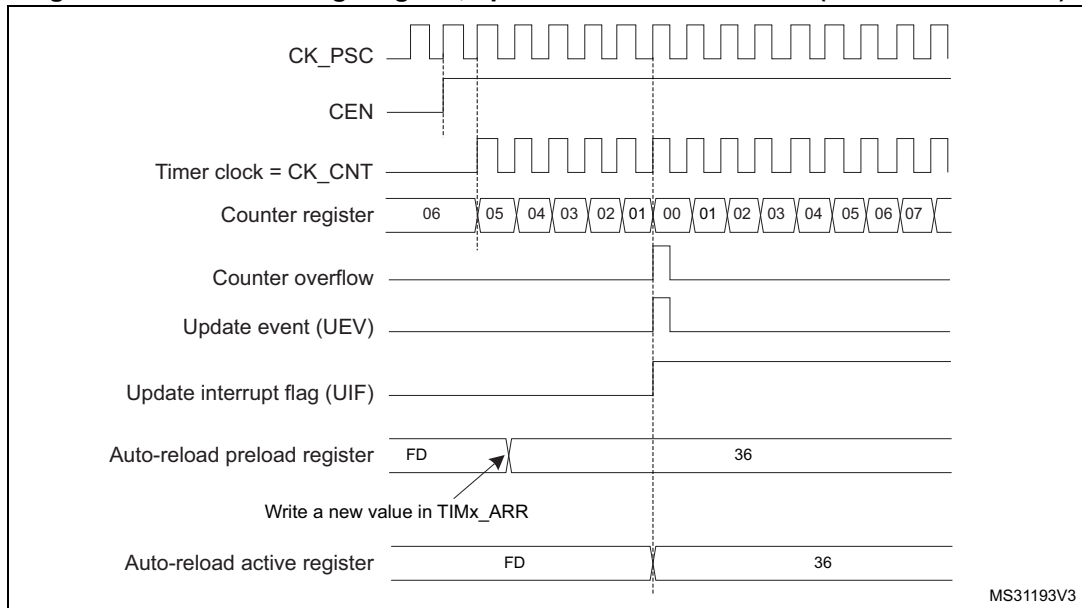 CK_PSC
CEN
Timer clock = CK_CNT
Counter register 06 05 04 03 02 01 00 01 02 03 04 05 06 07
Counter overflow
Update event (UEV)
Update interrupt flag (UIF)
Auto-reload preload register FD 36
Write a new value in TIMx_ARR
Auto-reload active register FD 36
MS31193V3